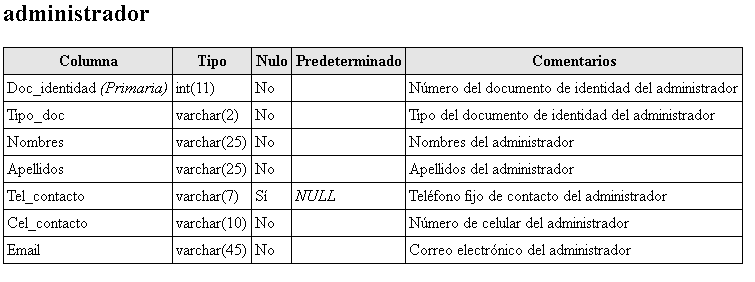 administrador
Columna Tipo Nulo Predeterminado Comentarios
Doc_identidad (Primaria) int(11) No Número del documento de identidad del administrador
Tipo_doc varchar(2) No Tipo del documento de identidad del administrador
Nombres varchar(25) No Nombres del administrador
Apellidos varchar(25) No Apellidos del administrador
Tel_contacto varchar(7) Sí NULL Teléfono fijo de contacto del administrador
Cel_contacto varchar(10) No Número de celular del administrador
Email varchar(45) No Correo electrónico del administrador